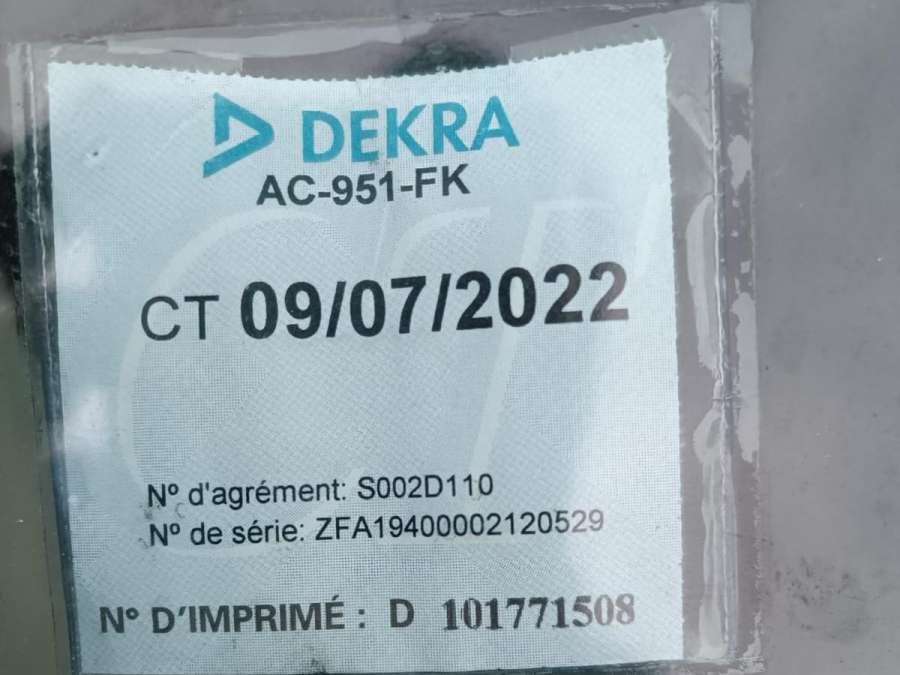 DEKRA
AC-951-FK
CT 09/07/2022
N° d'agrément: S002D110
N° de série: ZFA19400002120529
N° D'IMPRIMÉ : D 101771508